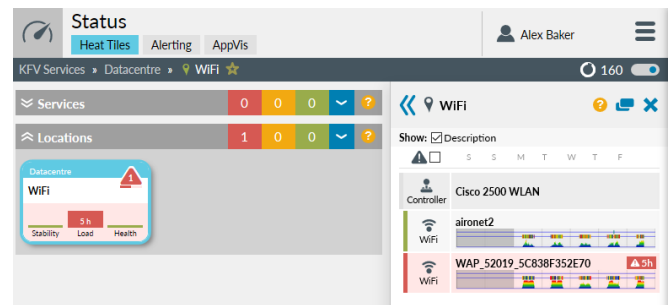 Status
Heat Tiles Alerting AppVis
Alex Baker
KFV Services » Datacentre » WiFi
160
Services 0 0 0 ?
Locations 1 0 0 ?
Datacentre
WiFi
1
5 h
Stability Load Health
WiFi ?
Show: Description
S S M T W T F
Controller
Cisco 2500 WLAN
WiFi
aironet2
WiFi
WAP_52019_5C838F352E70 5h